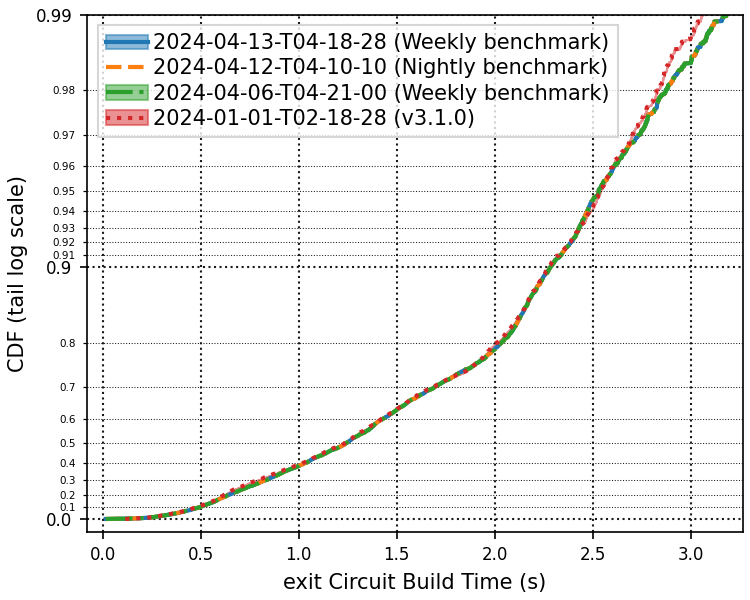 0.99
2024-04-13-T04-18-28 (Weekly benchmark)
2024-04-12-T04-10-10 (Nightly benchmark)
2024-04-06-T04-21-00 (Weekly benchmark)
2024-01-01-T02-18-28 (v3.1.0)
0.98
0.97
0.96
0.95
0.94
0.93
0.92
0.91
0.9
0.8
0.7
0.6
0.5
0.4
0.3
0.2
0.1
0.0
CDF (tail log scale)
0.0 0.5 1.0 1.5 2.0 2.5 3.0
exit Circuit Build Time (s)